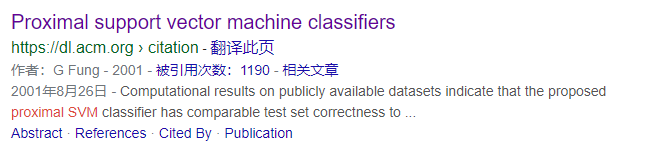 Proximal support vector machine classifiers
https://dl.acm.org › citation - 翻译此页
作者：G Fung - 2001 - 被引用次数：1190 - 相关文章
2001年8月26日 - Computational results on publicly available datasets indicate that the proposed
proximal SVM classifier has comparable test set correctness to ...
Abstract · References · Cited By · Publication